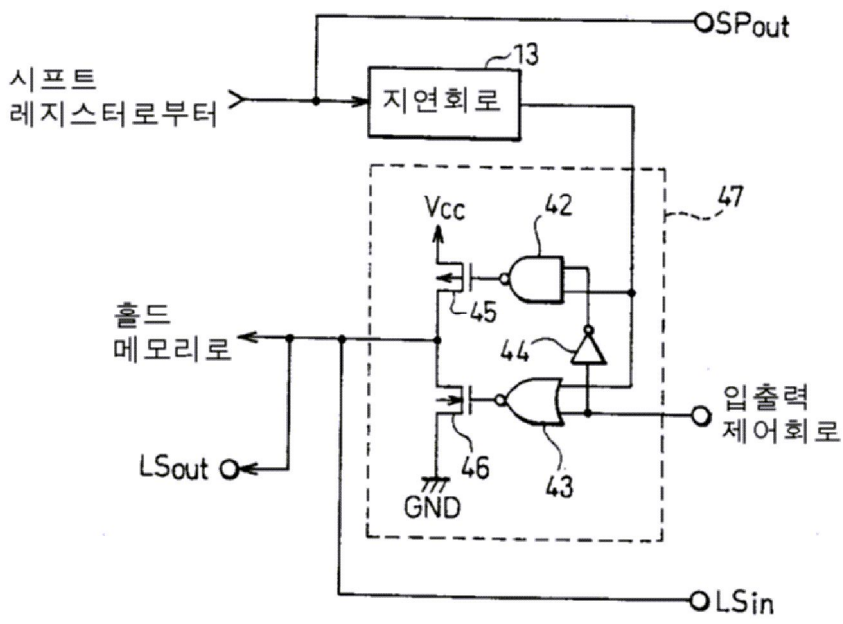 SPout
13
시프트
레지스터로부터
지연회로
47
Vcc
42
45
홀드
메모리로
44
입출력
제어회로
LSout
46
43
GND
LSin